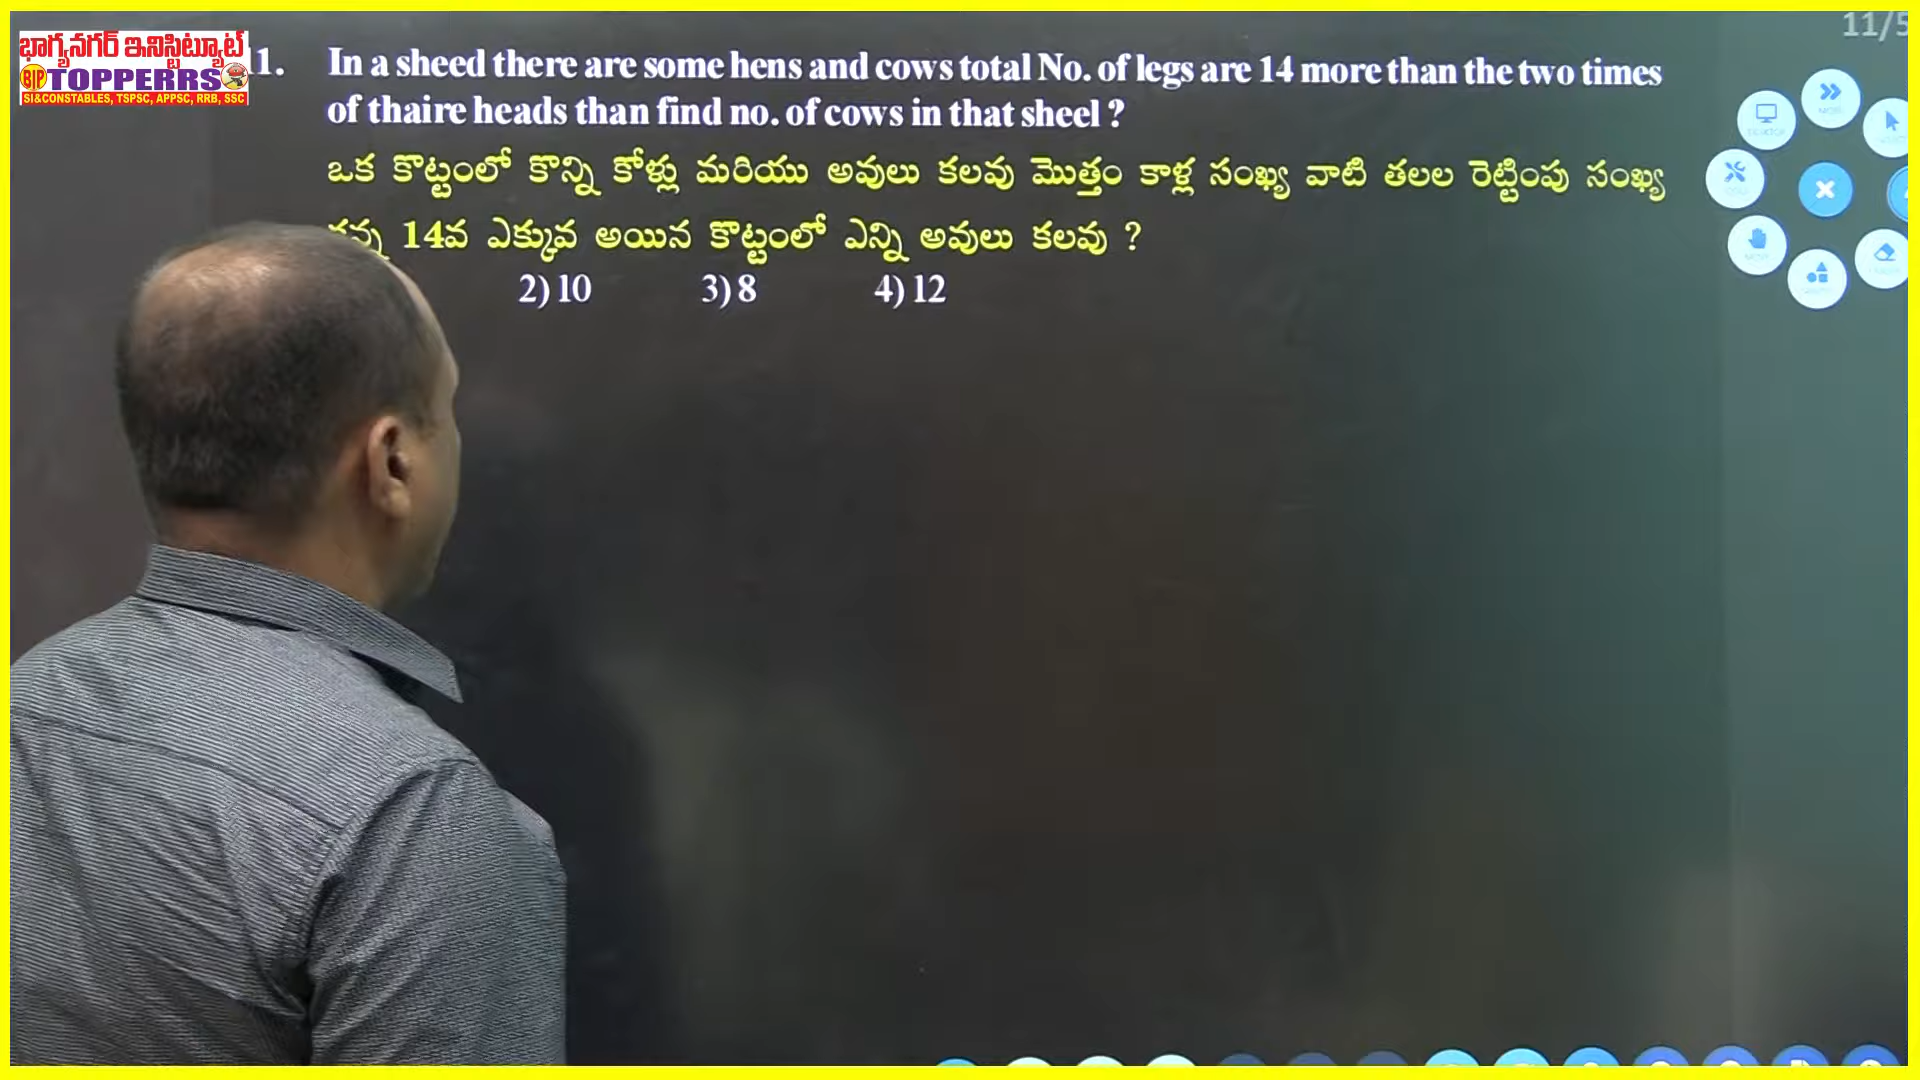 భాగ్యనగర్ ఇనిస్టిట్యూట్
BIP TOPPERRS
SI&CONSTABLES, TSPSC, APPSC, RRB, SSC
11/5
11. In a sheed there are some hens and cows total No. of legs are 14 more than the two times
of thaire heads than find no. of cows in that sheel ?
ఒక కొట్టంలో కొన్ని కోళ్లు మరియు అవులు కలవు మొత్తం కాళ్ల సంఖ్య వాటి తలల రెట్టింపు సంఖ్య
కన్న 14వ ఎక్కువ అయిన కొట్టంలో ఎన్ని అవులు కలవు ?
2) 10 3) 8 4) 12